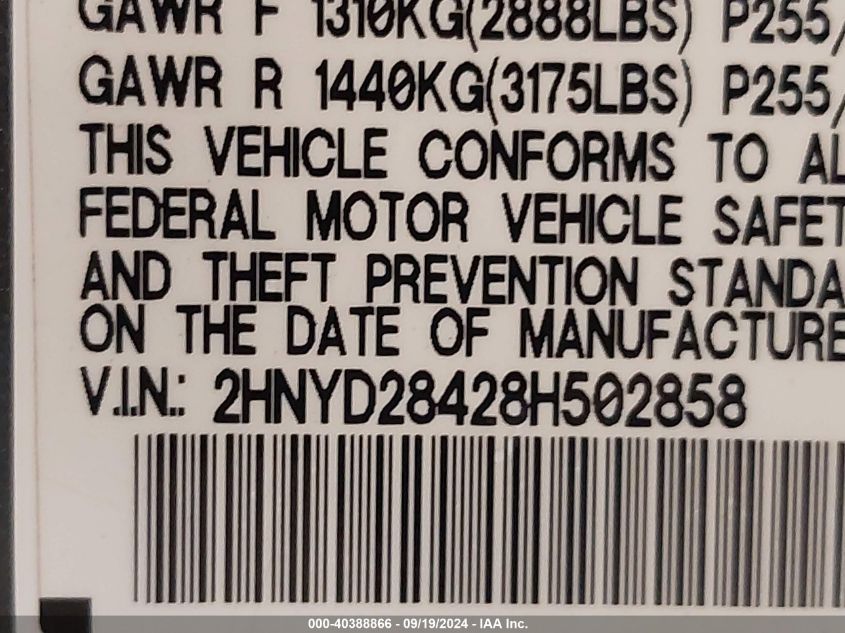 GAWR F 1310KG(2888LBS) P255/
GAWR R 1440KG(3175LBS) P255/
THIS VEHICLE CONFORMS TO AL
FEDERAL MOTOR VEHICLE SAFET
AND THEFT PREVENTION STANDA
ON THE DATE OF MANUFACTURE
V.I.N.: 2HNYD28428H502858
000-40388866 - 09/19/2024 - IAA Inc.